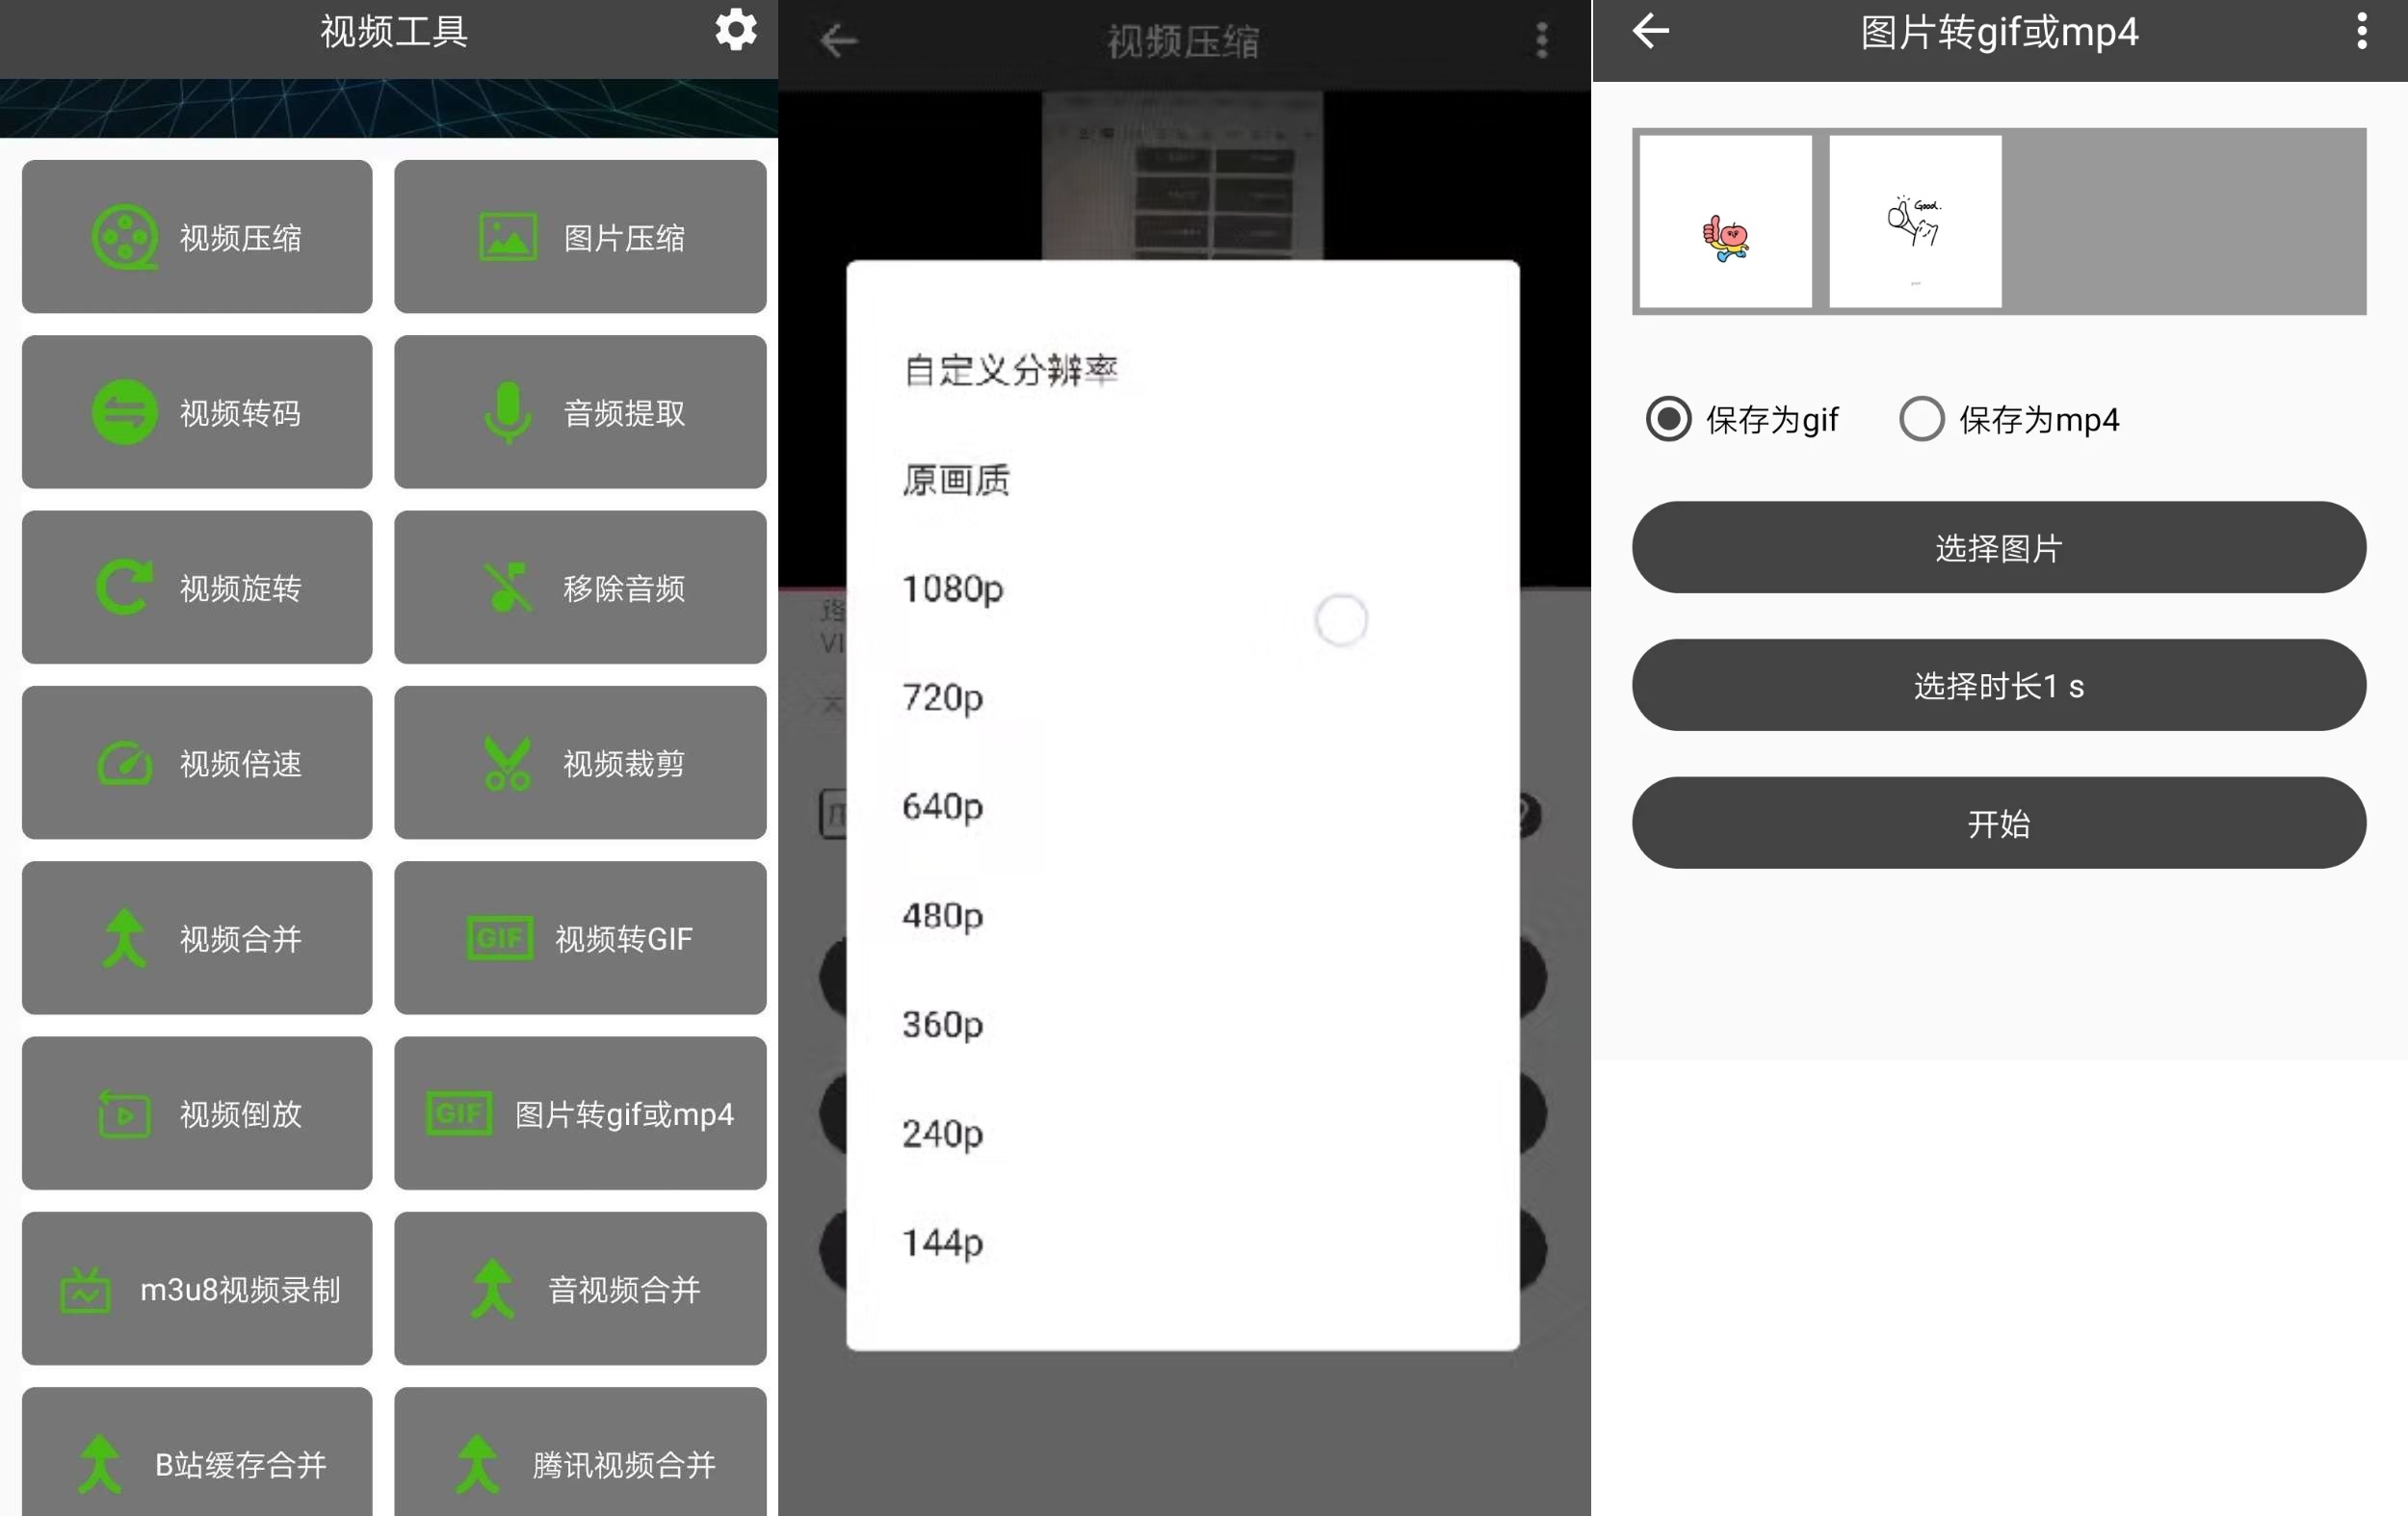 视频工具
视频压缩
图片压缩
视频转码
音频提取
视频旋转
移除音频
视频倍速
视频裁剪
视频合并
GIF
视频转GIF
视频倒放
GIF
图片转gif或mp4
m3u8视频录制
音视频合并
B站缓存合并
腾讯视频合并
视频压缩
自定义分辨率
原画质
1080p
720p
640p
480p
360p
240p
144p
图片转gif或mp4
Good.
保存为gif
保存为mp4
选择图片
选择时长1 s
开始